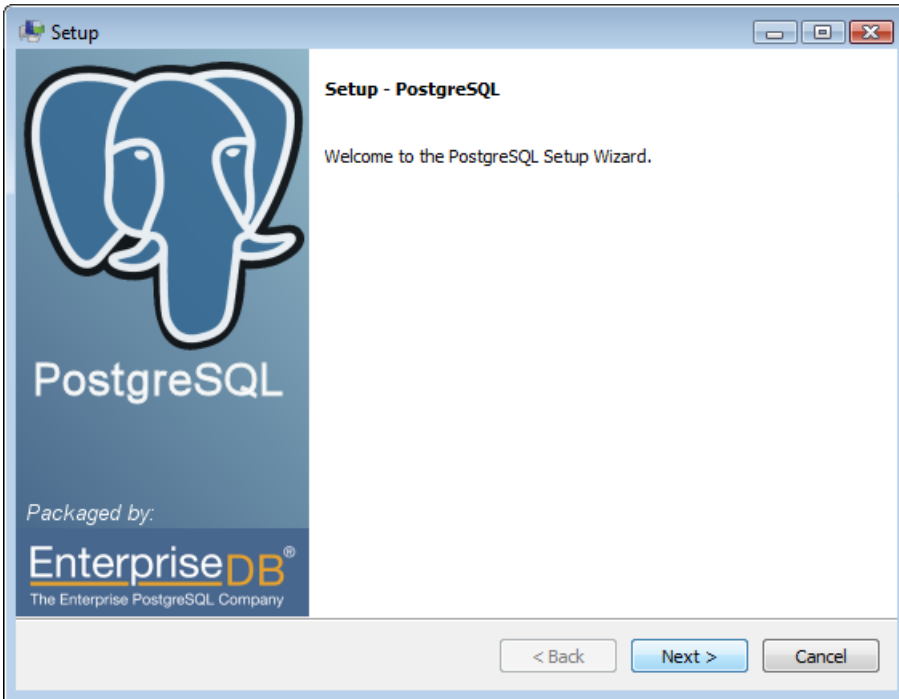 Setup
Setup - PostgreSQL
Welcome to the PostgreSQL Setup Wizard.
PostgreSQL
Packaged by:
EnterpriseDB®
The Enterprise PostgreSQL Company
< Back
Next >
Cancel